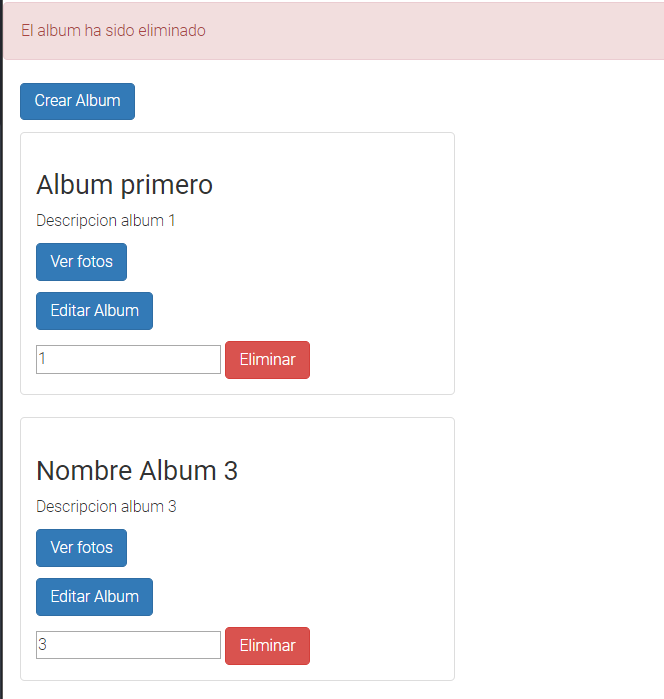 El album ha sido eliminado
Crear Album
Album primero
Descripcion album 1
Ver fotos
Editar Album
1 Eliminar
Nombre Album 3
Descripcion album 3
Ver fotos
Editar Album
3 Eliminar